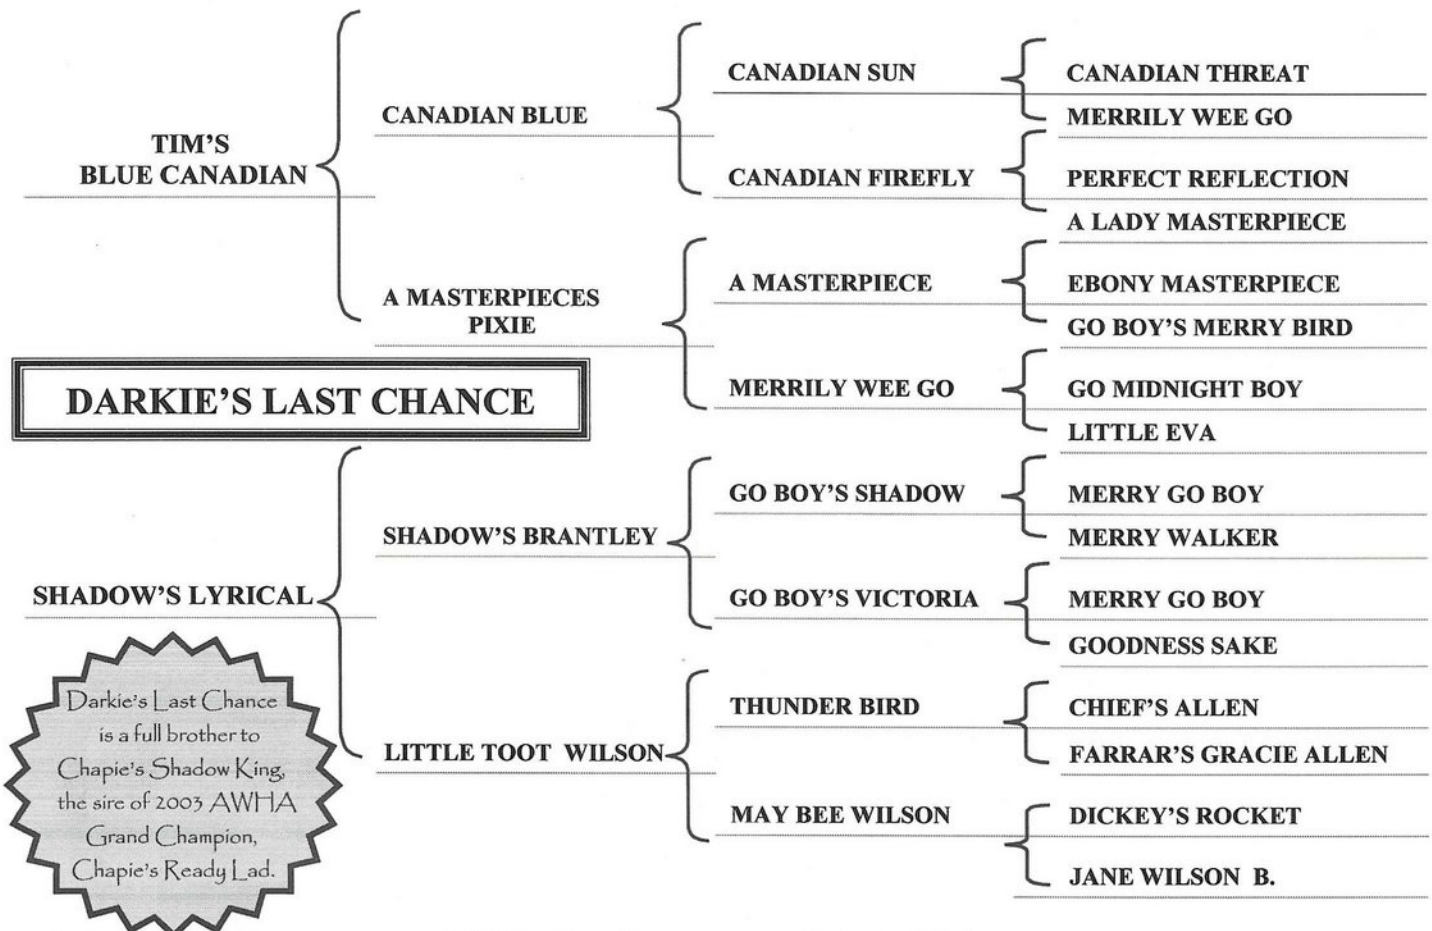 CANADIAN SUN
CANADIAN THREAT
CANADIAN BLUE
MERRILY WEE GO
TIM'S
BLUE CANADIAN
CANADIAN FIREFLY
PERFECT REFLECTION
A LADY MASTERPIECE
A MASTERPIECES
PIXIE
A MASTERPIECE
EBONY MASTERPIECE
GO BOY'S MERRY BIRD
DARKIE'S LAST CHANCE
MERRILY WEE GO
GO MIDNIGHT BOY
LITTLE EVA
GO BOY'S SHADOW
MERRY GO BOY
SHADOW'S BRANTLEY
MERRY WALKER
SHADOW'S LYRICAL
GO BOY'S VICTORIA
MERRY GO BOY
GOODNESS SAKE
THUNDER BIRD
CHIEF'S ALLEN
LITTLE TOOT WILSON
FARRAR'S GRACIE ALLEN
MAY BEE WILSON
DICKEY'S ROCKET
JANE WILSON B.
Darkie's Last Chance
is a full brother to
Chapie's Shadow King,
the sire of 2003 AWHA
Grand Champion,
Chapie's Ready Lad.